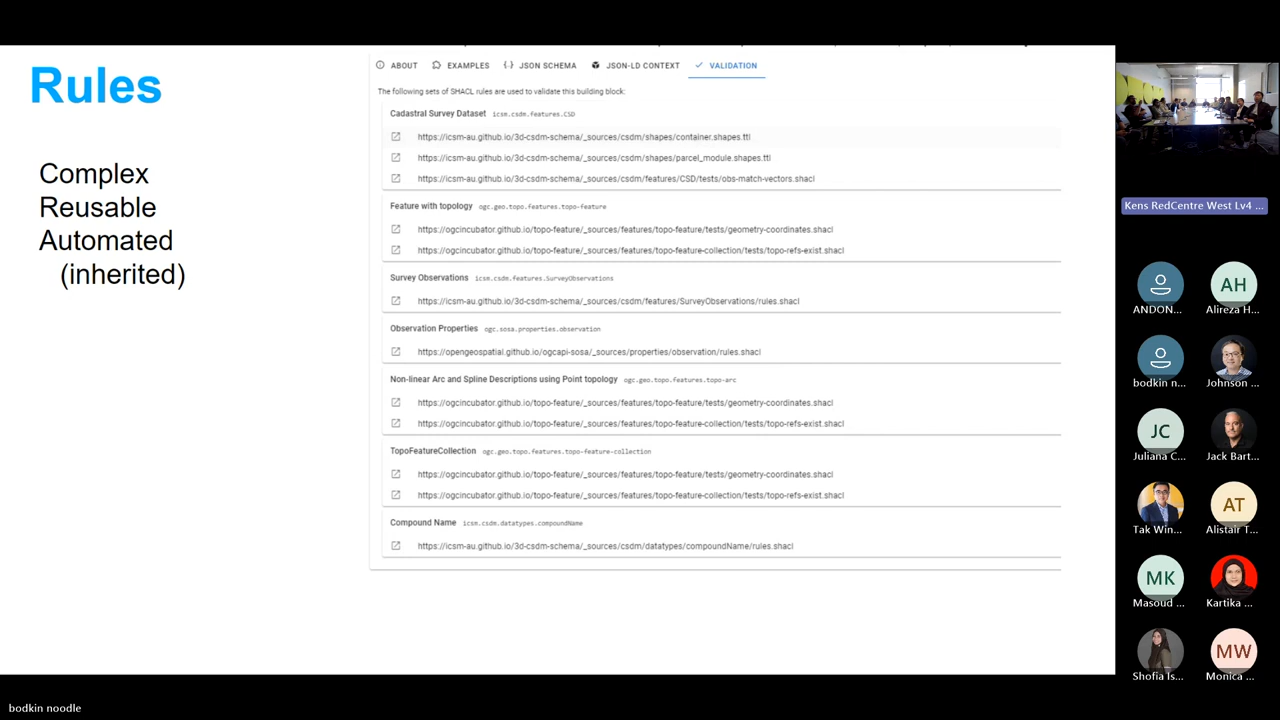 Rules
Complex
Reusable
Automated
(inherited)
ABOUT
EXAMPLES
{ } JSON SCHEMA
JSON-LD CONTEXT
VALIDATION
The following sets of SHACL rules are used to validate this building block:
Cadastral Survey Dataset icsm.csdm.features.CSD
https://icsm-au.github.io/3d-csdm-schema/_sources/csdm/shapes/container.shapes.ttl
https://icsm-au.github.io/3d-csdm-schema/_sources/csdm/shapes/parcel_module.shapes.ttl
https://icsm-au.github.io/3d-csdm-schema/_sources/csdm/features/CSD/tests/obs-match-vectors.shacl
Feature with topology ogc.geo.topo.features.topo-feature
https://ogcincubator.github.io/topo-feature/_sources/features/topo-feature/tests/geometry-coordinates.shacl
https://ogcincubator.github.io/topo-feature/_sources/features/topo-feature-collection/tests/topo-refs-exist.shacl
Survey Observations icsm.csdm.features.SurveyObservations
https://icsm-au.github.io/3d-csdm-schema/_sources/csdm/features/SurveyObservations/rules.shacl
Observation Properties ogc.sosa.properties.observation
https://opengeospatial.github.io/ogcapi-sosa/_sources/properties/observation/rules.shacl
Non-linear Arc and Spline Descriptions using Point topology ogc.geo.topo.features.topo-arc
https://ogcincubator.github.io/topo-feature/_sources/features/topo-feature/tests/geometry-coordinates.shacl
https://ogcincubator.github.io/topo-feature/_sources/features/topo-feature-collection/tests/topo-refs-exist.shacl
TopoFeatureCollection ogc.geo.topo.features.topo-feature-collection
https://ogcincubator.github.io/topo-feature/_sources/features/topo-feature/tests/geometry-coordinates.shacl
https://ogcincubator.github.io/topo-feature/_sources/features/topo-feature-collection/tests/topo-refs-exist.shacl
Compound Name icsm.csdm.datatypes.compoundName
https://icsm-au.github.io/3d-csdm-schema/_sources/csdm/datatypes/compoundName/rules.shacl
Kens RedCentre West Lv4 ...
ANDON...
AH
Alireza H...
bodkin n...
Johnson ...
JC
Juliana C...
Jack Bart...
Tak Win...
AT
Alistair T...
MK
Masoud ...
Kartika ...
Shofia Is...
MW
Monica ...
bodkin noodle